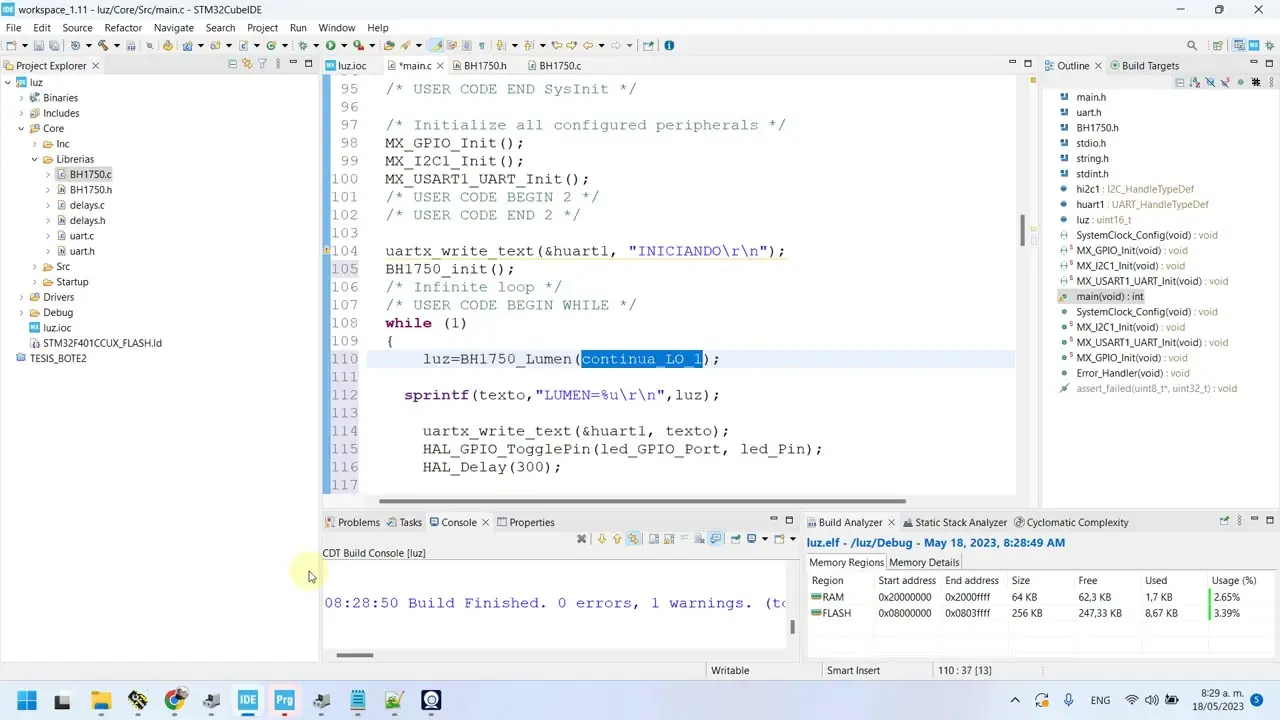 workspace_1.11 - luz/Core/Src/main.c - STM32CubeIDE
File Edit Source Refactor Navigate Search Project Run Window Help
Project Explorer
luz
Binaries
Includes
Core
Inc
Librerias
BH1750.c
BH1750.h
delays.c
delays.h
uart.c
uart.h
Src
Startup
Drivers
Debug
luz.ioc
STM32F401CCUX_FLASH.ld
TESIS_BOTE2
luz.ioc *main.c BH1750.h BH1750.c
95 /* USER CODE END SysInit */
96
97 /* Initialize all configured peripherals */
98 MX_GPIO_Init();
99 MX_I2C1_Init();
100 MX_USART1_UART_Init();
101 /* USER CODE BEGIN 2 */
102 /* USER CODE END 2 */
103
104 uartx_write_text(&huart1, "INICIANDO\r\n");
105 BH1750_init();
106 /* Infinite loop */
107 /* USER CODE BEGIN WHILE */
108 while (1)
109 {
110 luz=BH1750_Lumen(continua_LO_1);
111
112 sprintf(texto,"LUMEN=%u\r\n",luz);
113
114 uartx_write_text(&huart1, texto);
115 HAL_GPIO_TogglePin(led_GPIO_Port, led_Pin);
116 HAL_Delay(300);
117
Outline Build Targets
main.h
uart.h
BH1750.h
stdio.h
string.h
stdint.h
hi2c1 : I2C_HandleTypeDef
huart1 : UART_HandleTypeDef
luz : uint16_t
SystemClock_Config(void) : void
MX_GPIO_Init(void) : void
MX_I2C1_Init(void) : void
MX_USART1_UART_Init(void) : void
main(void) : int
SystemClock_Config(void) : void
MX_I2C1_Init(void) : void
MX_USART1_UART_Init(void) : void
MX_GPIO_Init(void) : void
Error_Handler(void) : void
assert_failed(uint8_t*, uint32_t) : void
Problems Tasks Console Properties
CDT Build Console [luz]
08:28:50 Build Finished. 0 errors, 1 warnings. (to
Build Analyzer Static Stack Analyzer Cyclomatic Complexity
luz.elf - /luz/Debug - May 18, 2023, 8:28:49 AM
Memory Regions Memory Details
Region Start address End address Size Free Used Usage (%)
RAM 0x20000000 0x2000ffff 64 KB 62,3 KB 1,7 KB 2.65%
FLASH 0x08000000 0x0803ffff 256 KB 247,33 KB 8,67 KB 3.39%
Writable Smart Insert 110 : 37 [13]
IDE Prg
ENG
8:29 a. m.
18/05/2023
5